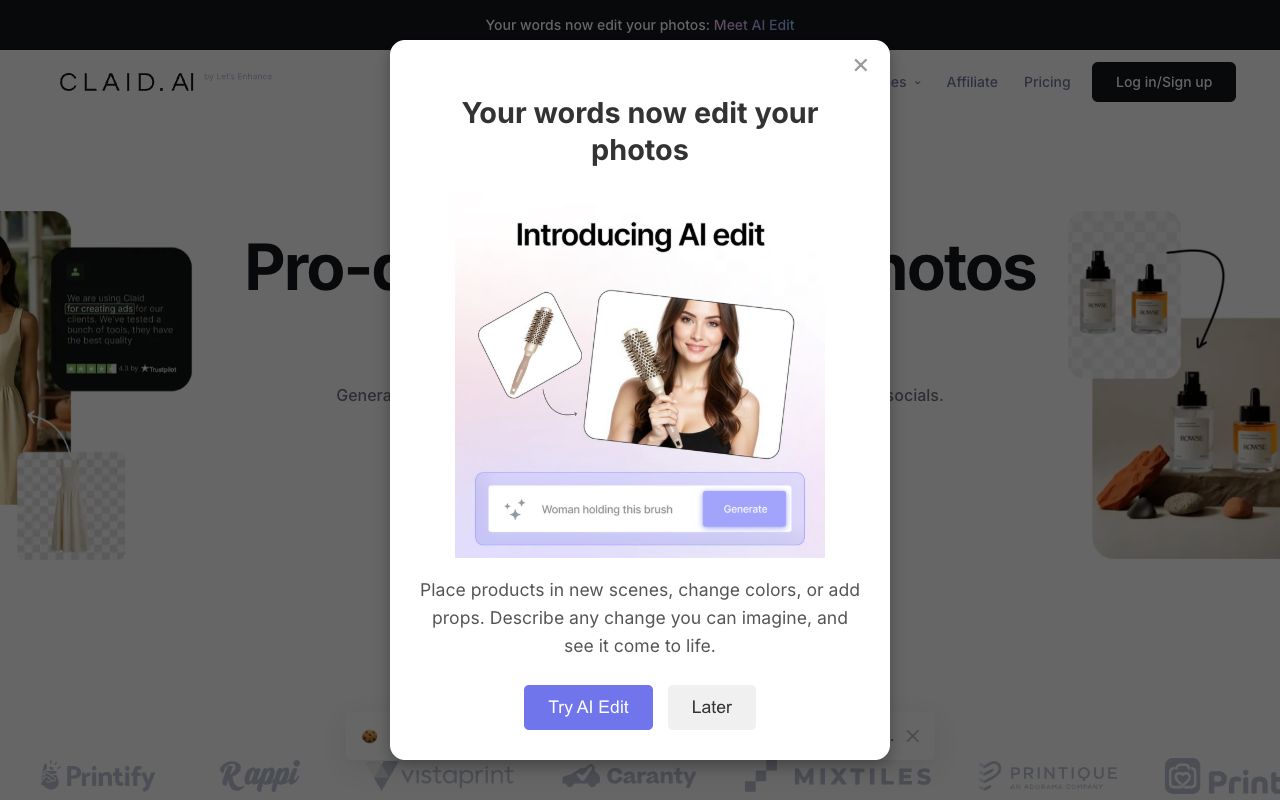 Your words now edit your photos: Meet AI Edit
CLAID.AI by Let's Enhance
es Affiliate Pricing Log in/Sign up
Your words now edit your
photos
Introducing AI edit
Pro- hotos
We are using Claid
for creating ads for our
clients. We've tested a
bunch of tools, they have
the best quality
4.3 by Trustpilot
Genera socials.
ROWSE
ROWSE
ROWSE
ROWSE
Woman holding this brush Generate
Place products in new scenes, change colors, or add
props. Describe any change you can imagine, and
see it come to life.
Try AI Edit Later
Printify Rappi vistaprint Caranty MIXTILES PRINTIQUE Print
AN ADORAMA COMPANY